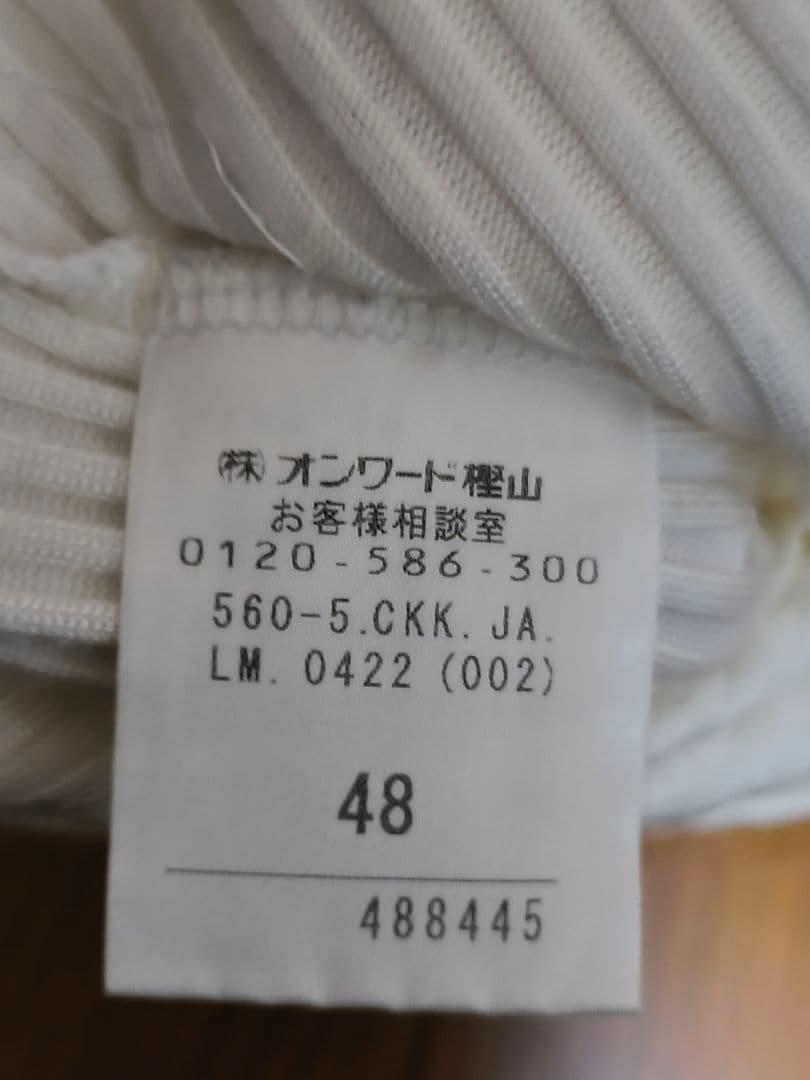 ㈱オンワード樫山
お客様相談室
0120-586-300
560-5.CKK.JA.
LM. 0422 (002)
48
488445